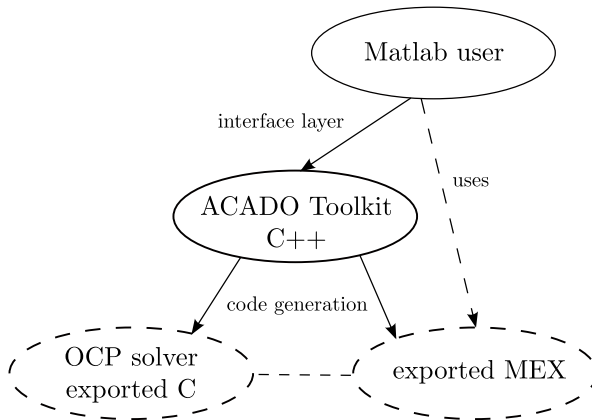 Matlab user
interface layer
uses
ACADO Toolkit
C++
code generation
OCP solver
exported C
exported MEX